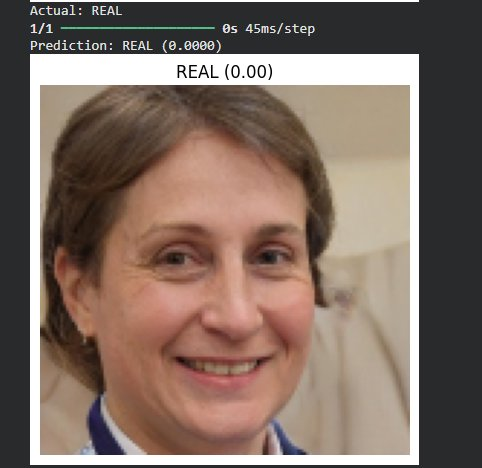 Actual: REAL
1/1 ━━━━━━━━━━━━━━━━━━━━ 0s 45ms/step
Prediction: REAL (0.0000)
REAL (0.00)